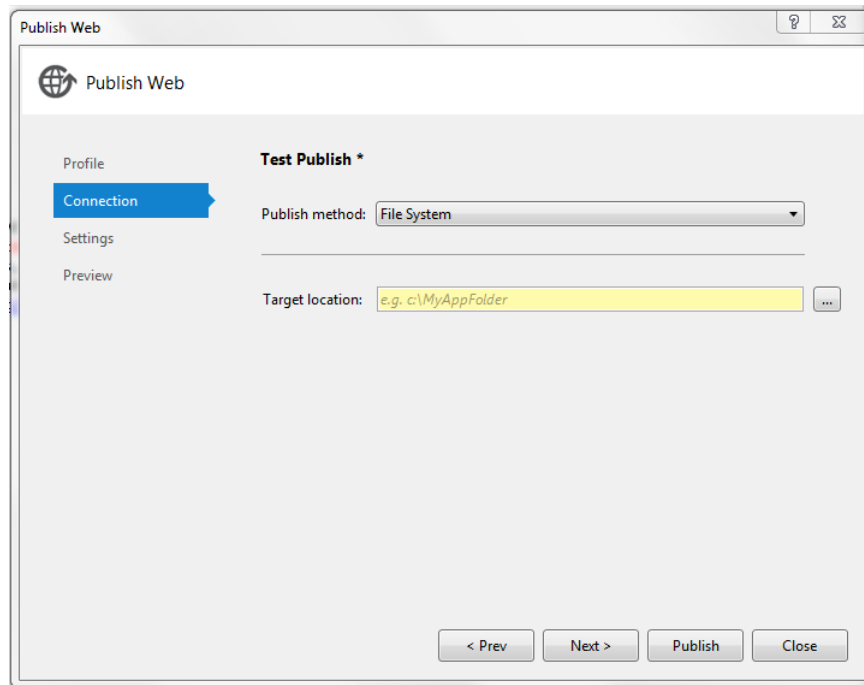 Publish Web
Publish Web
Profile
Connection
Settings
Preview
Test Publish *
Publish method: File System
Target location: e.g. c:\MyAppFolder ...
< Prev Next > Publish Close